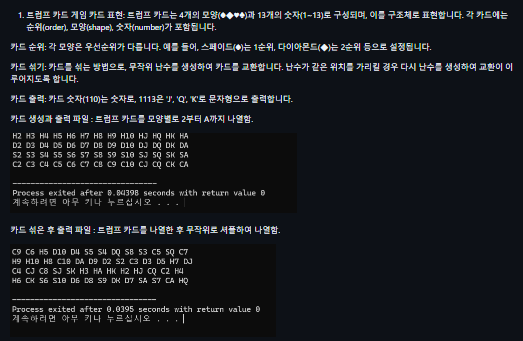 1. 트럼프 카드 게임 카드 표현: 트럼프 카드는 4개의 모양(♠◆♥♣)과 13개의 숫자(1~13)로 구성되며, 이를 구조체로 표현합니다. 각 카드에는
순위(order), 모양(shape), 숫자(number)가 포함됩니다.
카드 순위: 각 모양은 우선순위가 다릅니다. 예를 들어, 스페이드(♠)는 1순위, 다이아몬드(◆)는 2순위 등으로 설정됩니다.
카드 섞기: 카드를 섞는 방법으로, 무작위 난수를 생성하여 카드를 교환합니다. 난수가 같은 위치를 가리킬 경우 다시 난수를 생성하여 교환이 이
루어지도록 합니다.
카드 출력: 카드 숫자(110)는 숫자로, 1113은 'J', 'Q', 'K'로 문자형으로 출력합니다.
카드 생성과 출력 파일 : 트럼프 카드를 모양별로 2부터 A까지 나열함.
H2 H3 H4 H5 H6 H7 H8 H9 H10 HJ HQ HK HA
D2 D3 D4 D5 D6 D7 D8 D9 D10 DJ DQ DK DA
S2 S3 S4 S5 S6 S7 S8 S9 S10 SJ SQ SK SA
C2 C3 C4 C5 C6 C7 C8 C9 C10 CJ CQ CK CA
--------------------------------
Process exited after 0.04398 seconds with return value 0
계속하려면 아무 키나 누르십시오 . . .
카드 섞은 후 출력 파일 : 트럼프 카드를 나열한 후 무작위로 셔플하여 나열함.
C9 C6 H5 D10 D4 S5 S4 DQ S8 S3 C5 SQ C7
H9 H10 H8 C10 DA D9 D2 S2 C3 D3 D5 H7 DJ
C4 CJ C8 SJ SK H3 HA HK H2 HJ CQ C2 H4
H6 CK S6 S10 D6 D8 S9 DK D7 SA S7 CA HQ
--------------------------------
Process exited after 0.0395 seconds with return value 0
계속하려면 아무 키나 누르십시오 . . .